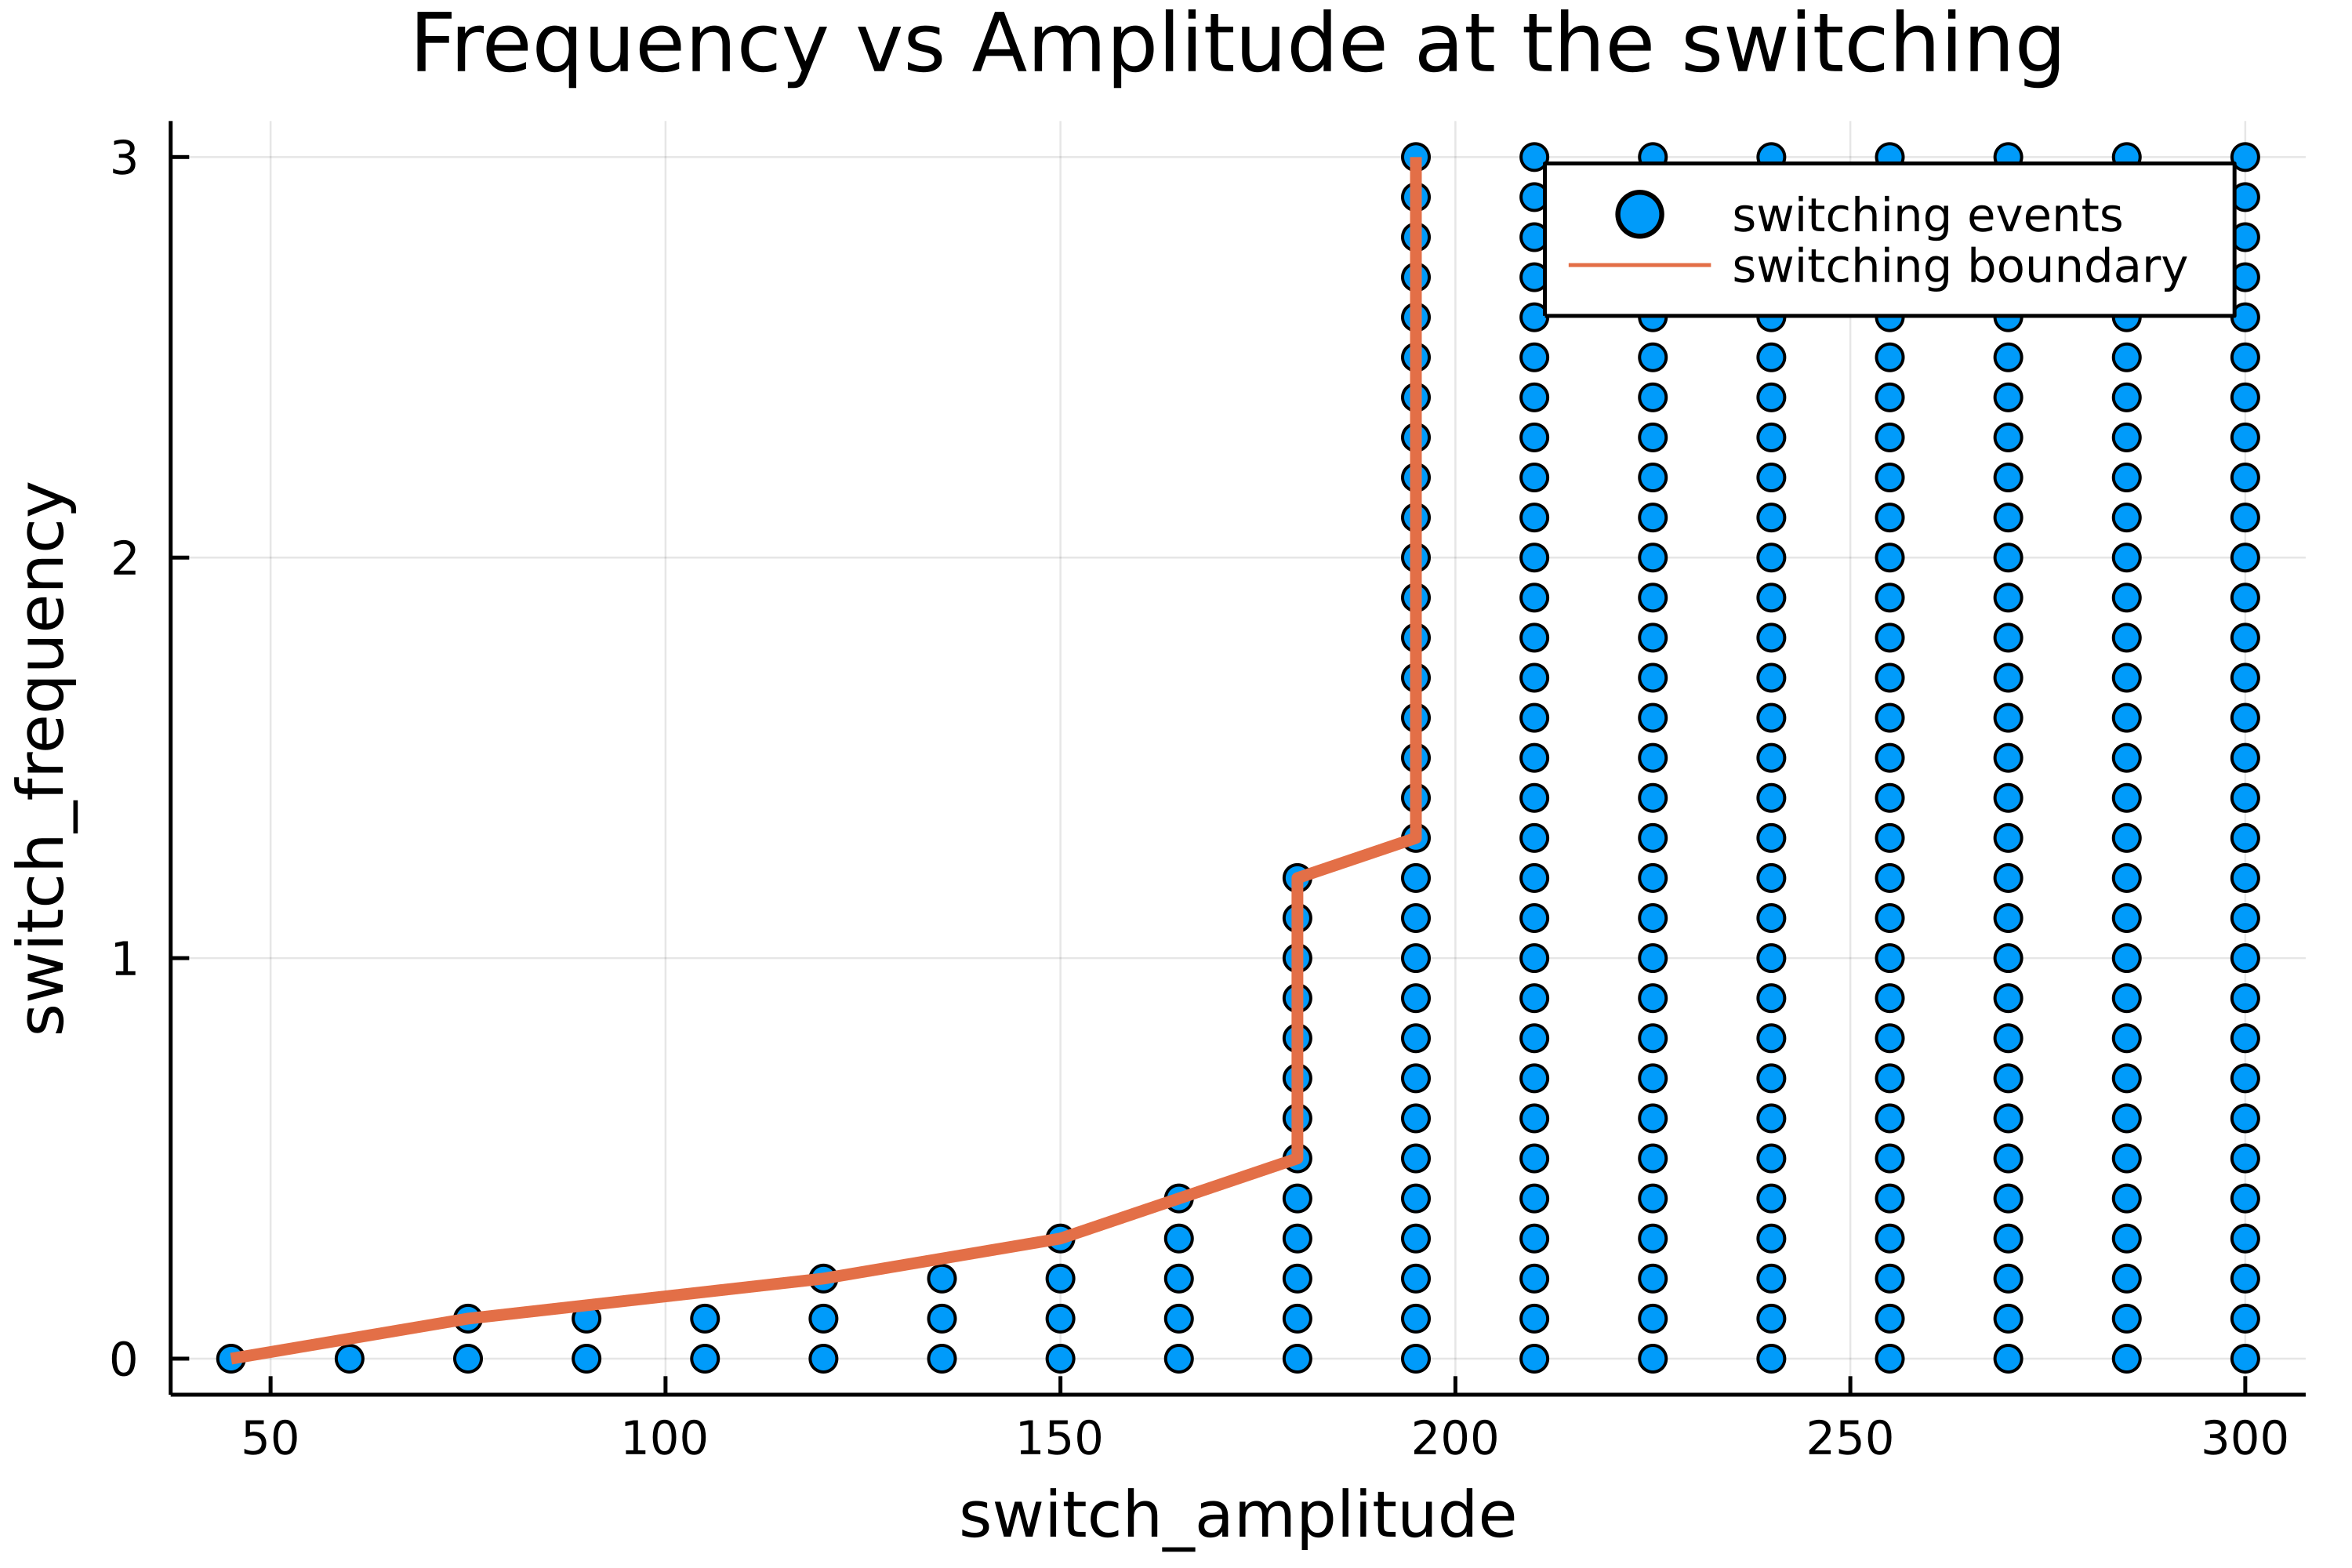 Frequency vs Amplitude at the switching
switching events
switching boundary
switch_frequency
3
2
1
0
50 100 150 200 250 300
switch_amplitude